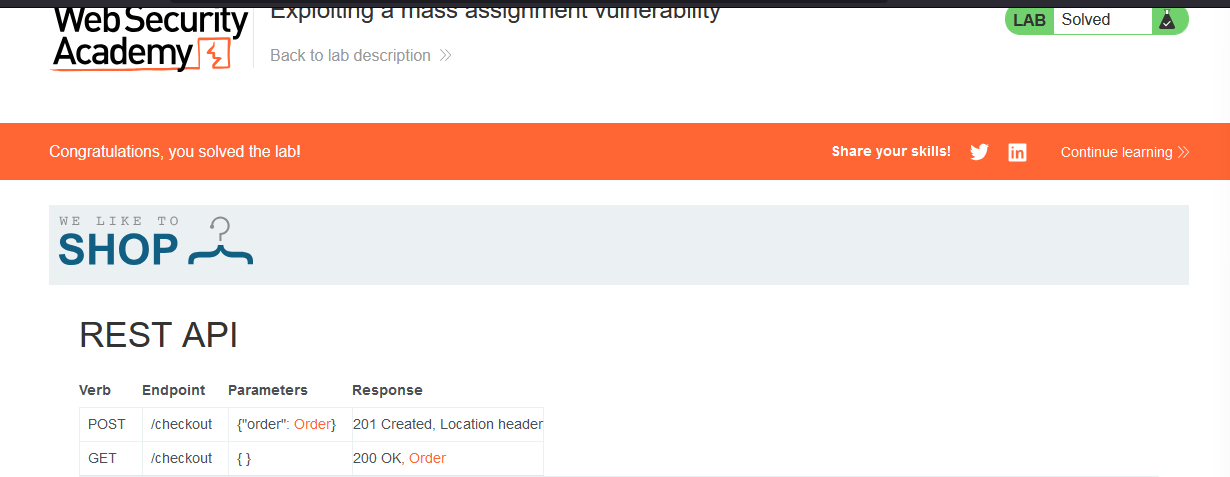 Web Security
Academy
Exploiting a mass assignment vulnerability
Back to lab description
LAB Solved
Congratulations, you solved the lab!
Share your skills!
Continue learning
WE LIKE TO
SHOP
REST API
Verb Endpoint Parameters Response
POST /checkout {"order": Order} 201 Created, Location header
GET /checkout { } 200 OK, Order